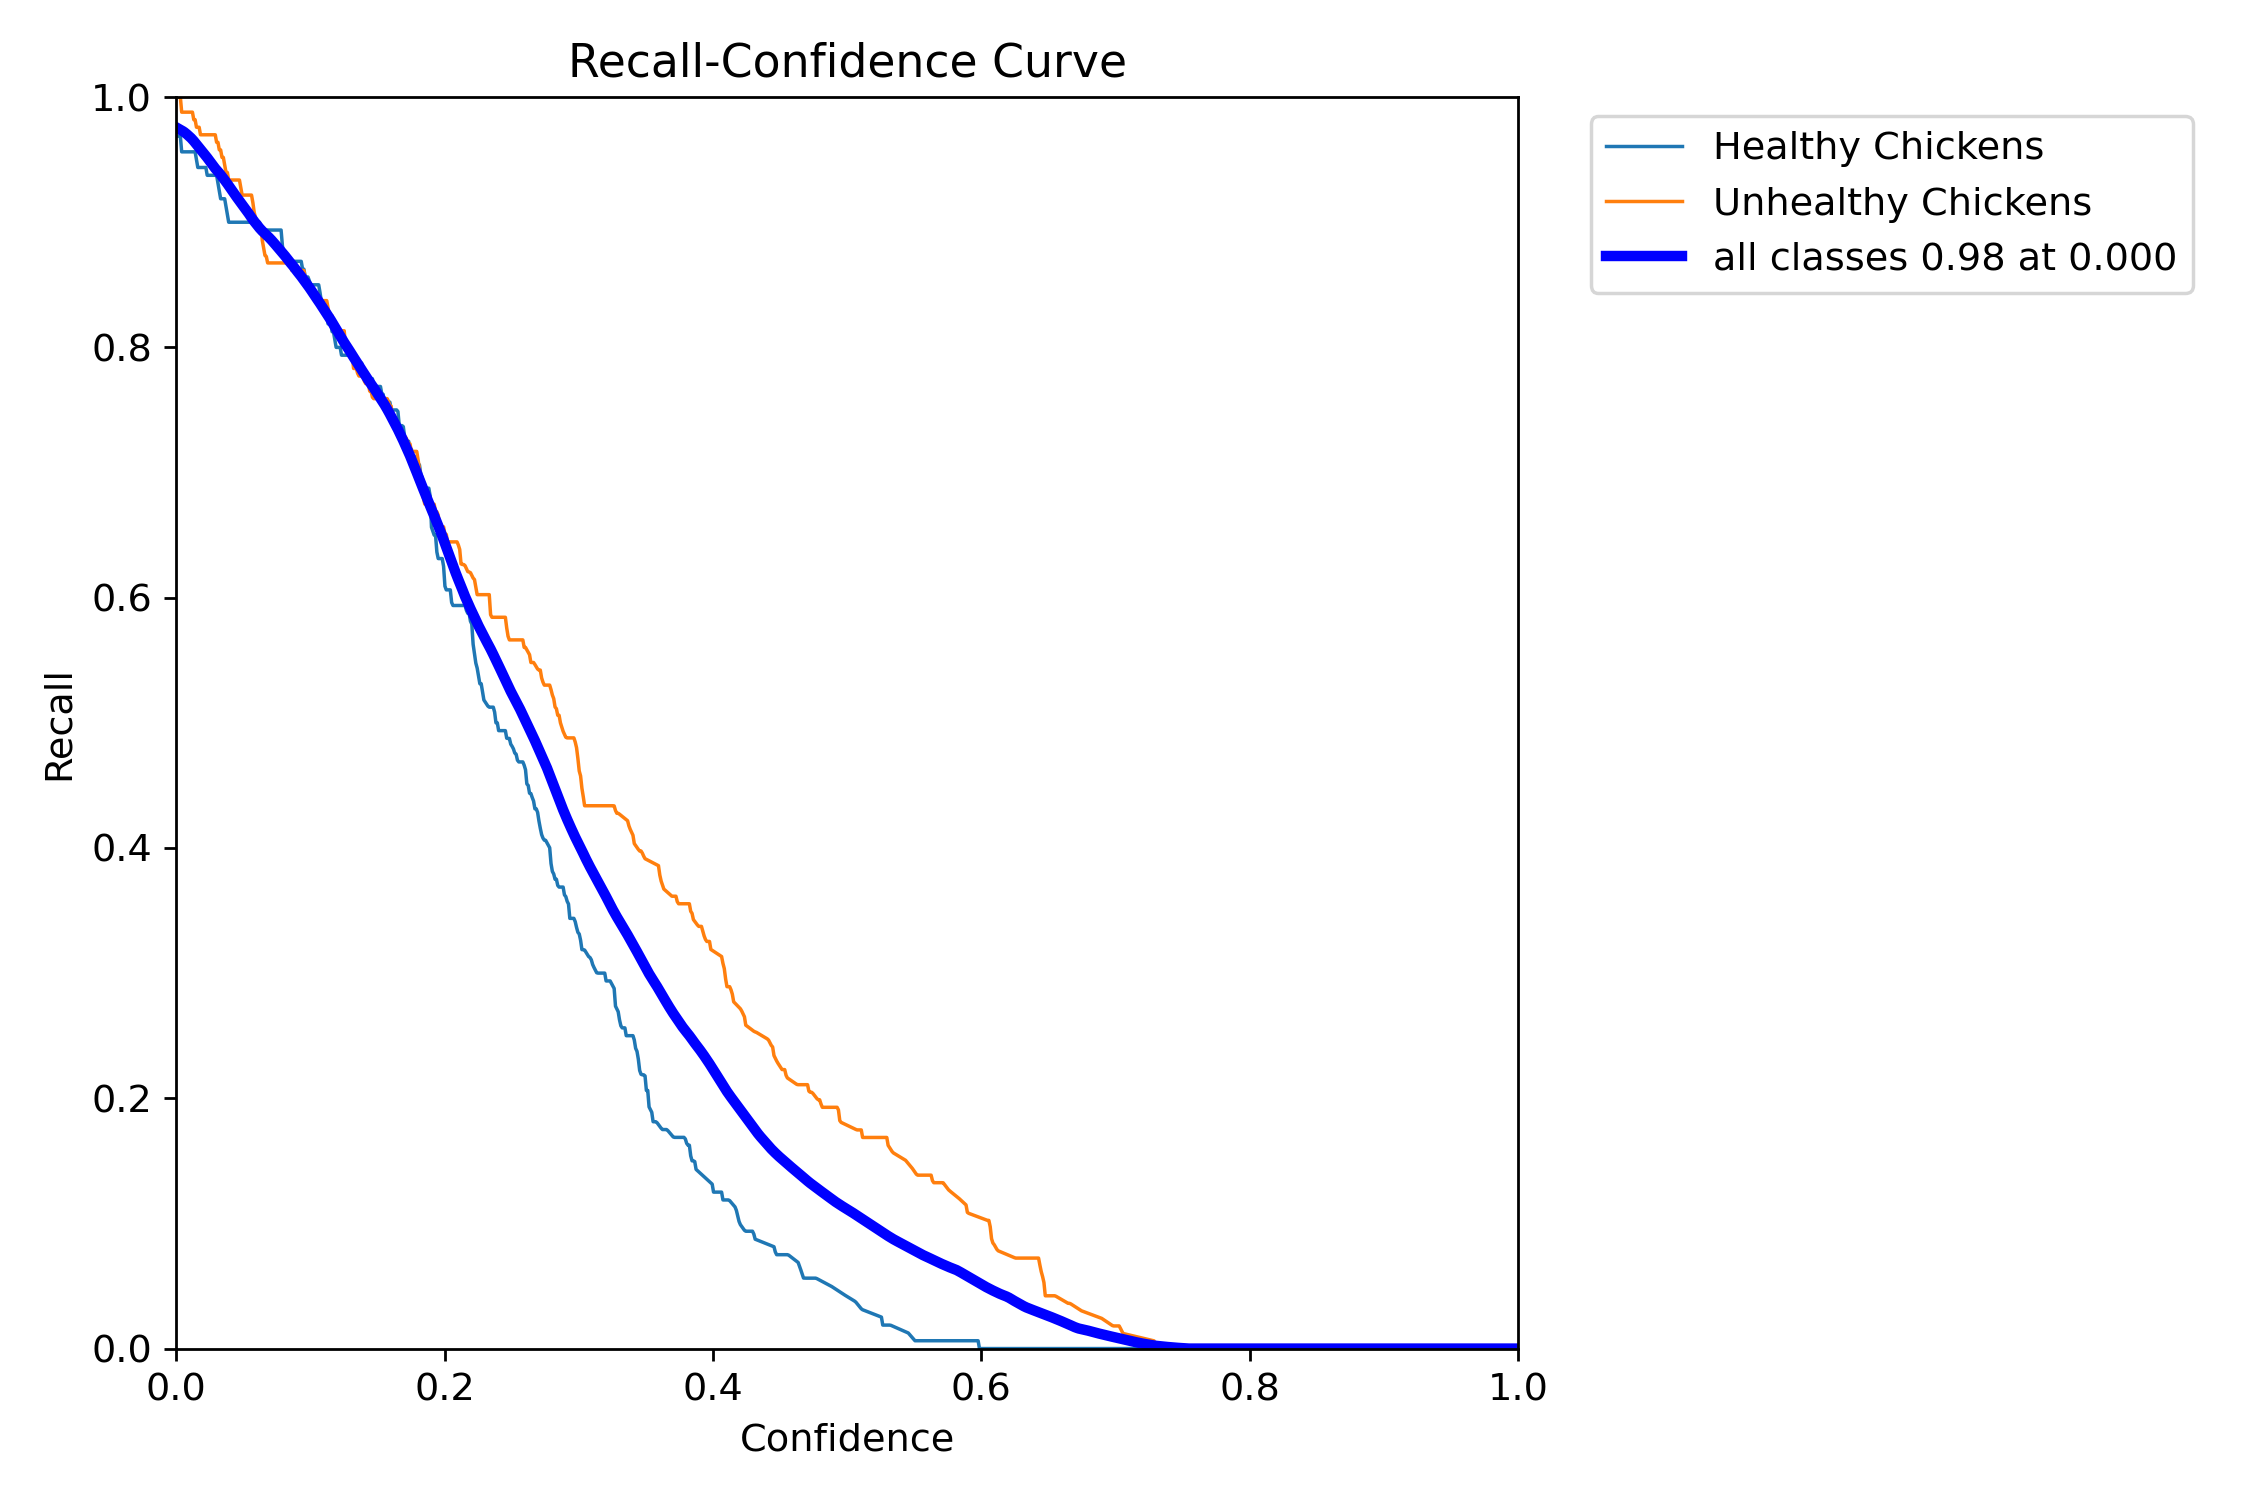 Recall-Confidence Curve
1.0
0.8
0.6
0.4
0.2
0.0
Recall
0.0 0.2 0.4 0.6 0.8 1.0
Confidence
Healthy Chickens
Unhealthy Chickens
all classes 0.98 at 0.000